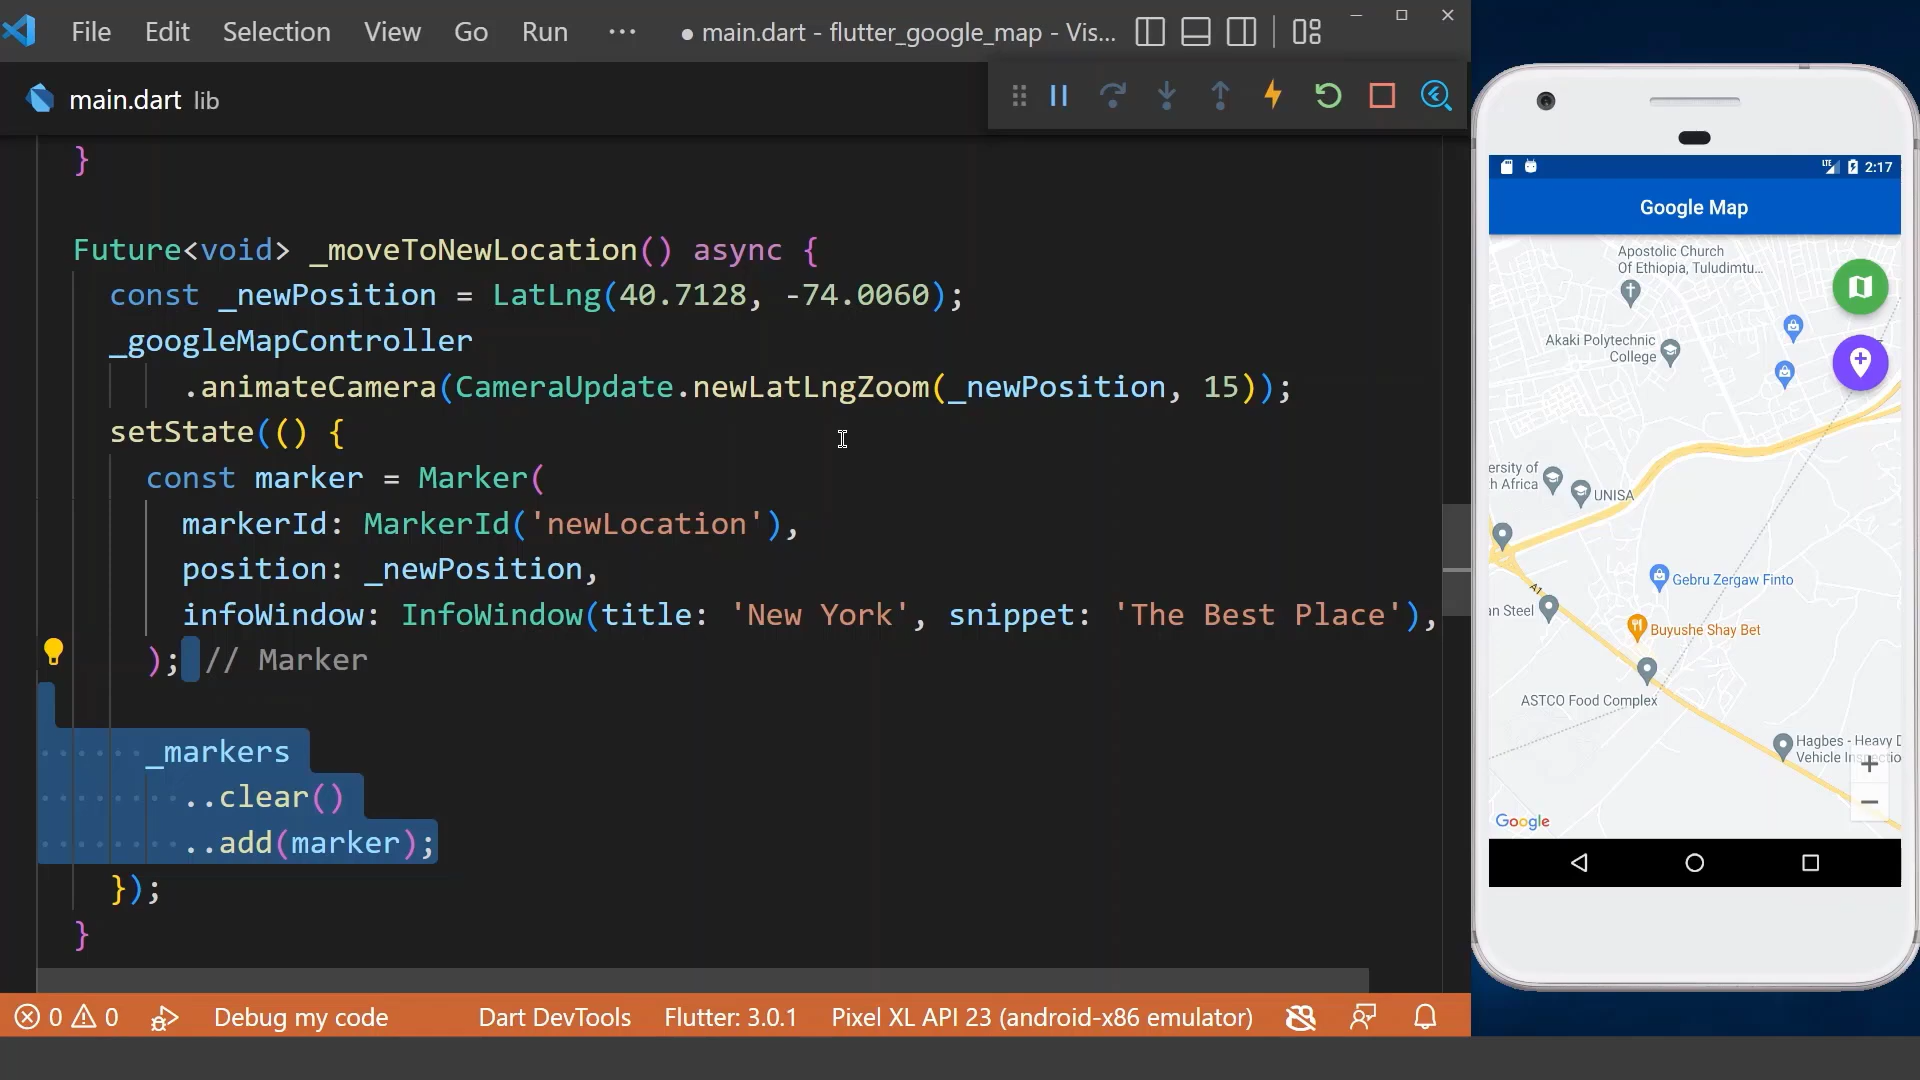 File Edit Selection View Go Run ··· ● main.dart - flutter_google_map - Vis...
main.dart lib
}
Future<void> _moveToNewLocation() async {
const _newPosition = LatLng(40.7128, -74.0060);
_googleMapController
.animateCamera(CameraUpdate.newLatLngZoom(_newPosition, 15));
setState(() {
const marker = Marker(
markerId: MarkerId('newLocation'),
position: _newPosition,
infoWindow: InfoWindow(title: 'New York', snippet: 'The Best Place'),
); // Marker
_markers
..clear()
..add(marker);
});
}
0 0 Debug my code Dart DevTools Flutter: 3.0.1 Pixel XL API 23 (android-x86 emulator)
LTE 2:17
Google Map
Apostolic Church
Of Ethiopia, Tuludimtu...
Akaki Polytechnic
College
ersity of
h Africa
UNISA
A1
Gebru Zergaw Finto
an Steel
Buyushe Shay Bet
ASTCO Food Complex
Hagbes - Heavy D
Vehicle Inspectio
+
−
Google